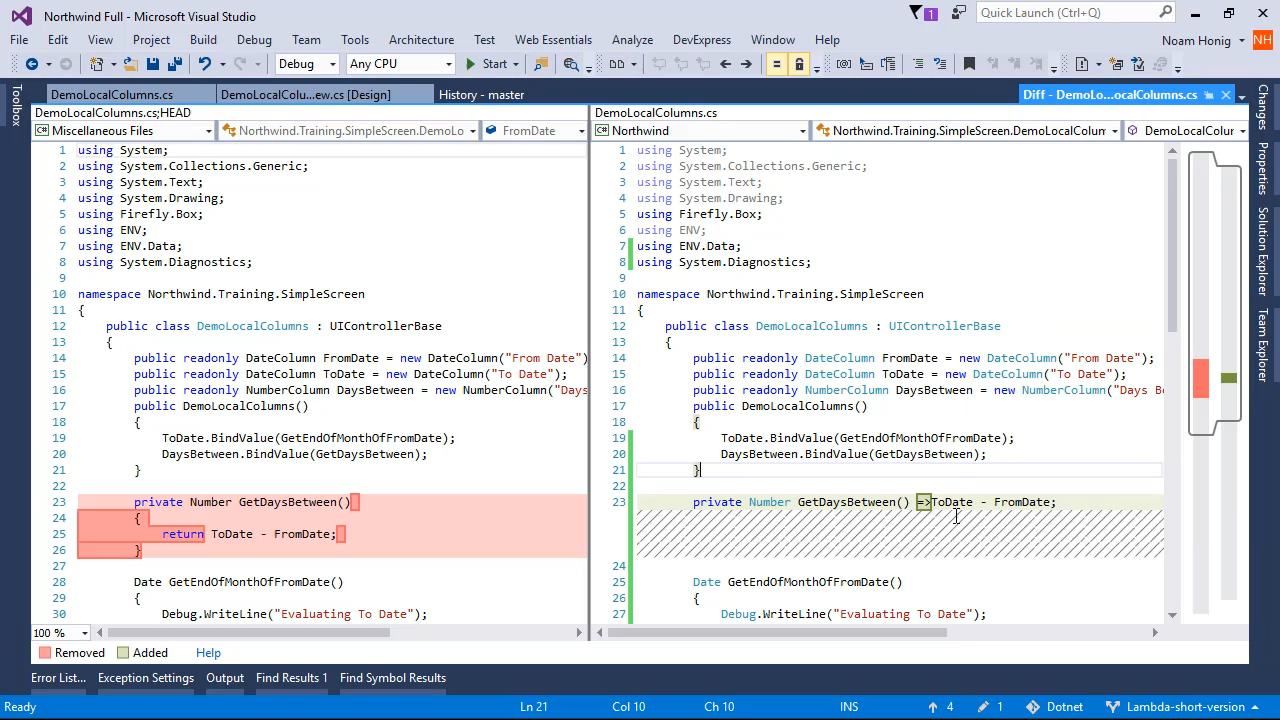 Northwind Full - Microsoft Visual Studio
1
Quick Launch (Ctrl+Q)
File Edit View Project Build Debug Team Tools Architecture Test Web Essentials Analyze DevExpress Window Help
Noam Honig NH
Debug Any CPU Start
Toolbox
DemoLocalColumns.cs DemoLocalColu...ew.cs [Design] History - master Diff - DemoLo...ocalColumns.cs
DemoLocalColumns.cs;HEAD
Miscellaneous Files Northwind.Training.SimpleScreen.DemoLo FromDate
1 using System;
2 using System.Collections.Generic;
3 using System.Text;
4 using System.Drawing;
5 using Firefly.Box;
6 using ENV;
7 using ENV.Data;
8 using System.Diagnostics;
9
10 namespace Northwind.Training.SimpleScreen
11 {
12 public class DemoLocalColumns : UIControllerBase
13 {
14 public readonly DateColumn FromDate = new DateColumn("From Date")
15 public readonly DateColumn ToDate = new DateColumn("To Date");
16 public readonly NumberColumn DaysBetween = new NumberColumn("Days
17 public DemoLocalColumns()
18 {
19 ToDate.BindValue(GetEndOfMonthOfFromDate);
20 DaysBetween.BindValue(GetDaysBetween);
21 }
22
23 private Number GetDaysBetween()
24 {
25 return ToDate - FromDate;
26 }
27
28 Date GetEndOfMonthOfFromDate()
29 {
30 Debug.WriteLine("Evaluating To Date");
100 %
DemoLocalColumns.cs
Northwind Northwind.Training.SimpleScreen.DemoLocalColum DemoLocalColur
1 using System;
2 using System.Collections.Generic;
3 using System.Text;
4 using System.Drawing;
5 using Firefly.Box;
6 using ENV;
7 using ENV.Data;
8 using System.Diagnostics;
9
10 namespace Northwind.Training.SimpleScreen
11 {
12 public class DemoLocalColumns : UIControllerBase
13 {
14 public readonly DateColumn FromDate = new DateColumn("From Date");
15 public readonly DateColumn ToDate = new DateColumn("To Date");
16 public readonly NumberColumn DaysBetween = new NumberColumn("Days Be
17 public DemoLocalColumns()
18 {
19 ToDate.BindValue(GetEndOfMonthOfFromDate);
20 DaysBetween.BindValue(GetDaysBetween);
21 }
22
23 private Number GetDaysBetween() =>ToDate - FromDate;
24
25 Date GetEndOfMonthOfFromDate()
26 {
27 Debug.WriteLine("Evaluating To Date");
Changes
Properties
Solution Explorer
Team Explorer
Removed Added Help
Error List... Exception Settings Output Find Results 1 Find Symbol Results
Ready Ln 21 Col 10 Ch 10 INS 4 1 Dotnet Lambda-short-version